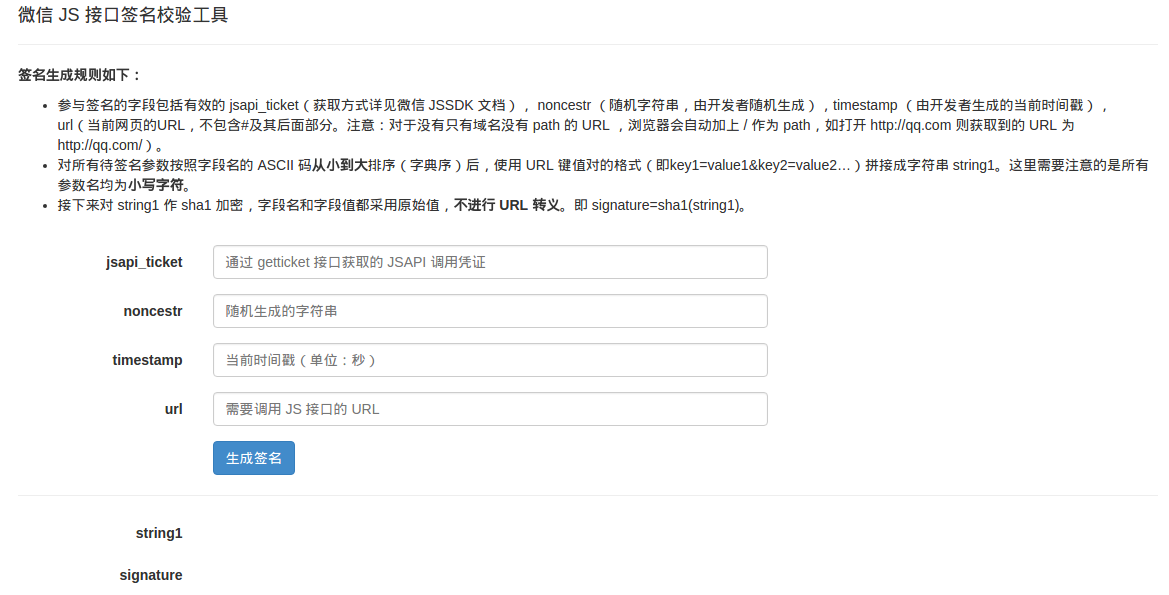 微信 JS 接口签名校验工具
签名生成规则如下：
参与签名的字段包括有效的 jsapi_ticket（获取方式详见微信 JSSDK 文档）， noncestr （随机字符串，由开发者随机生成），timestamp （由开发者生成的当前时间戳），
url（当前网页的URL，不包含#及其后面部分。注意：对于没有只有域名没有 path 的 URL ，浏览器会自动加上 / 作为 path，如打开 http://qq.com 则获取到的 URL 为
http://qq.com/）。
对所有待签名参数按照字段名的 ASCII 码从小到大排序（字典序）后，使用 URL 键值对的格式（即key1=value1&key2=value2…）拼接成字符串 string1。这里需要注意的是所有
参数名均为小写字符。
接下来对 string1 作 sha1 加密，字段名和字段值都采用原始值，不进行 URL 转义。即 signature=sha1(string1)。
jsapi_ticket 通过 getticket 接口获取的 JSAPI 调用凭证
noncestr 随机生成的字符串
timestamp 当前时间戳（单位：秒）
url 需要调用 JS 接口的 URL
生成签名
string1
signature